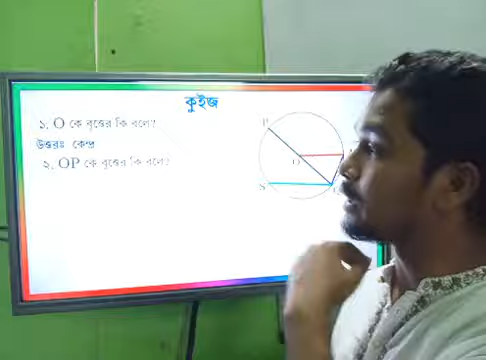 কুইজ
১. O কে বৃত্তের কি বলে?
উত্তরঃ কেন্দ্র
২. OP কে বৃত্তের কি বলে?
P
O
S